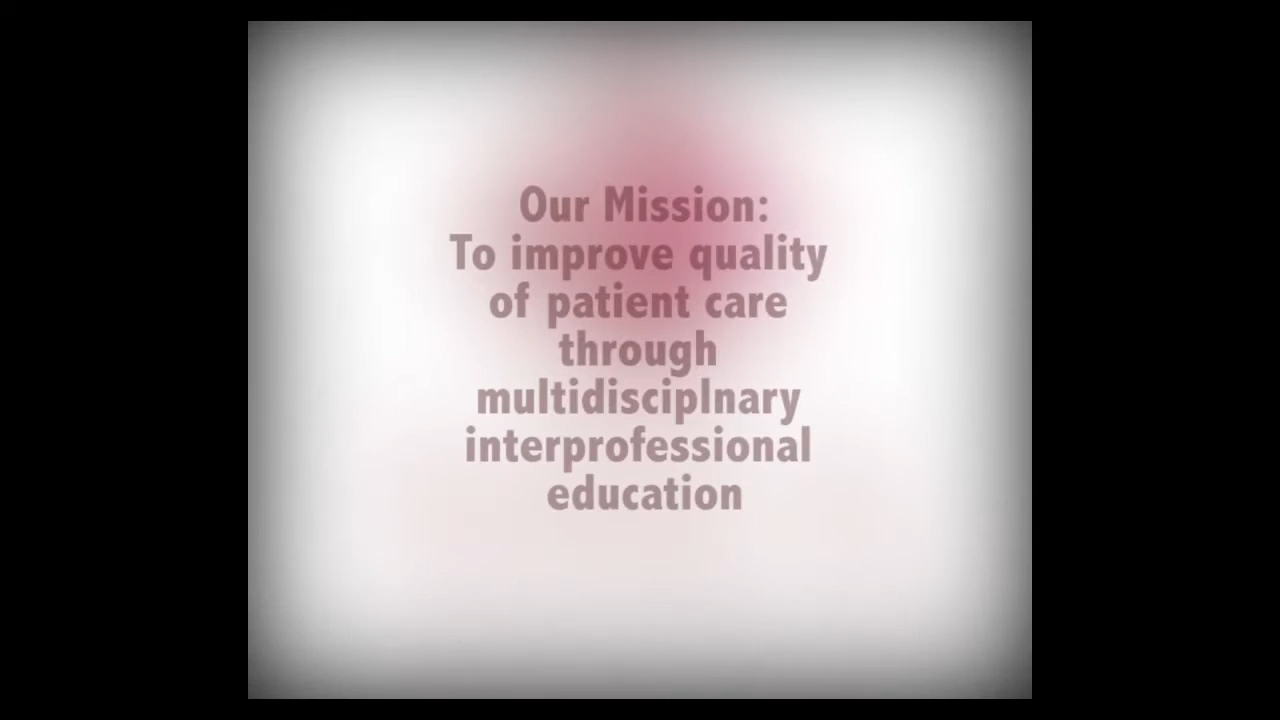 Our Mission:
To improve quality
of patient care
through
multidisciplnary
interprofessional
education